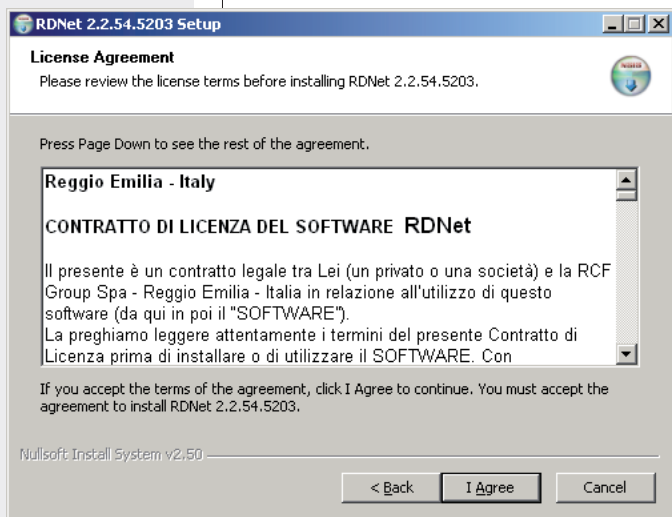 RDNet 2.2.54.5203 Setup
License Agreement
Please review the license terms before installing RDNet 2.2.54.5203.
Press Page Down to see the rest of the agreement.
Reggio Emilia - Italy
CONTRATTO DI LICENZA DEL SOFTWARE RDNet
Il presente è un contratto legale tra Lei (un privato o una società) e la RCF
Group Spa - Reggio Emilia - Italia in relazione all'utilizzo di questo
software (da qui in poi il "SOFTWARE").
La preghiamo leggere attentamente i termini del presente Contratto di
Licenza prima di installare o di utilizzare il SOFTWARE. Con
If you accept the terms of the agreement, click I Agree to continue. You must accept the
agreement to install RDNet 2.2.54.5203.
Nullsoft Install System v2.50
< Back
I Agree
Cancel